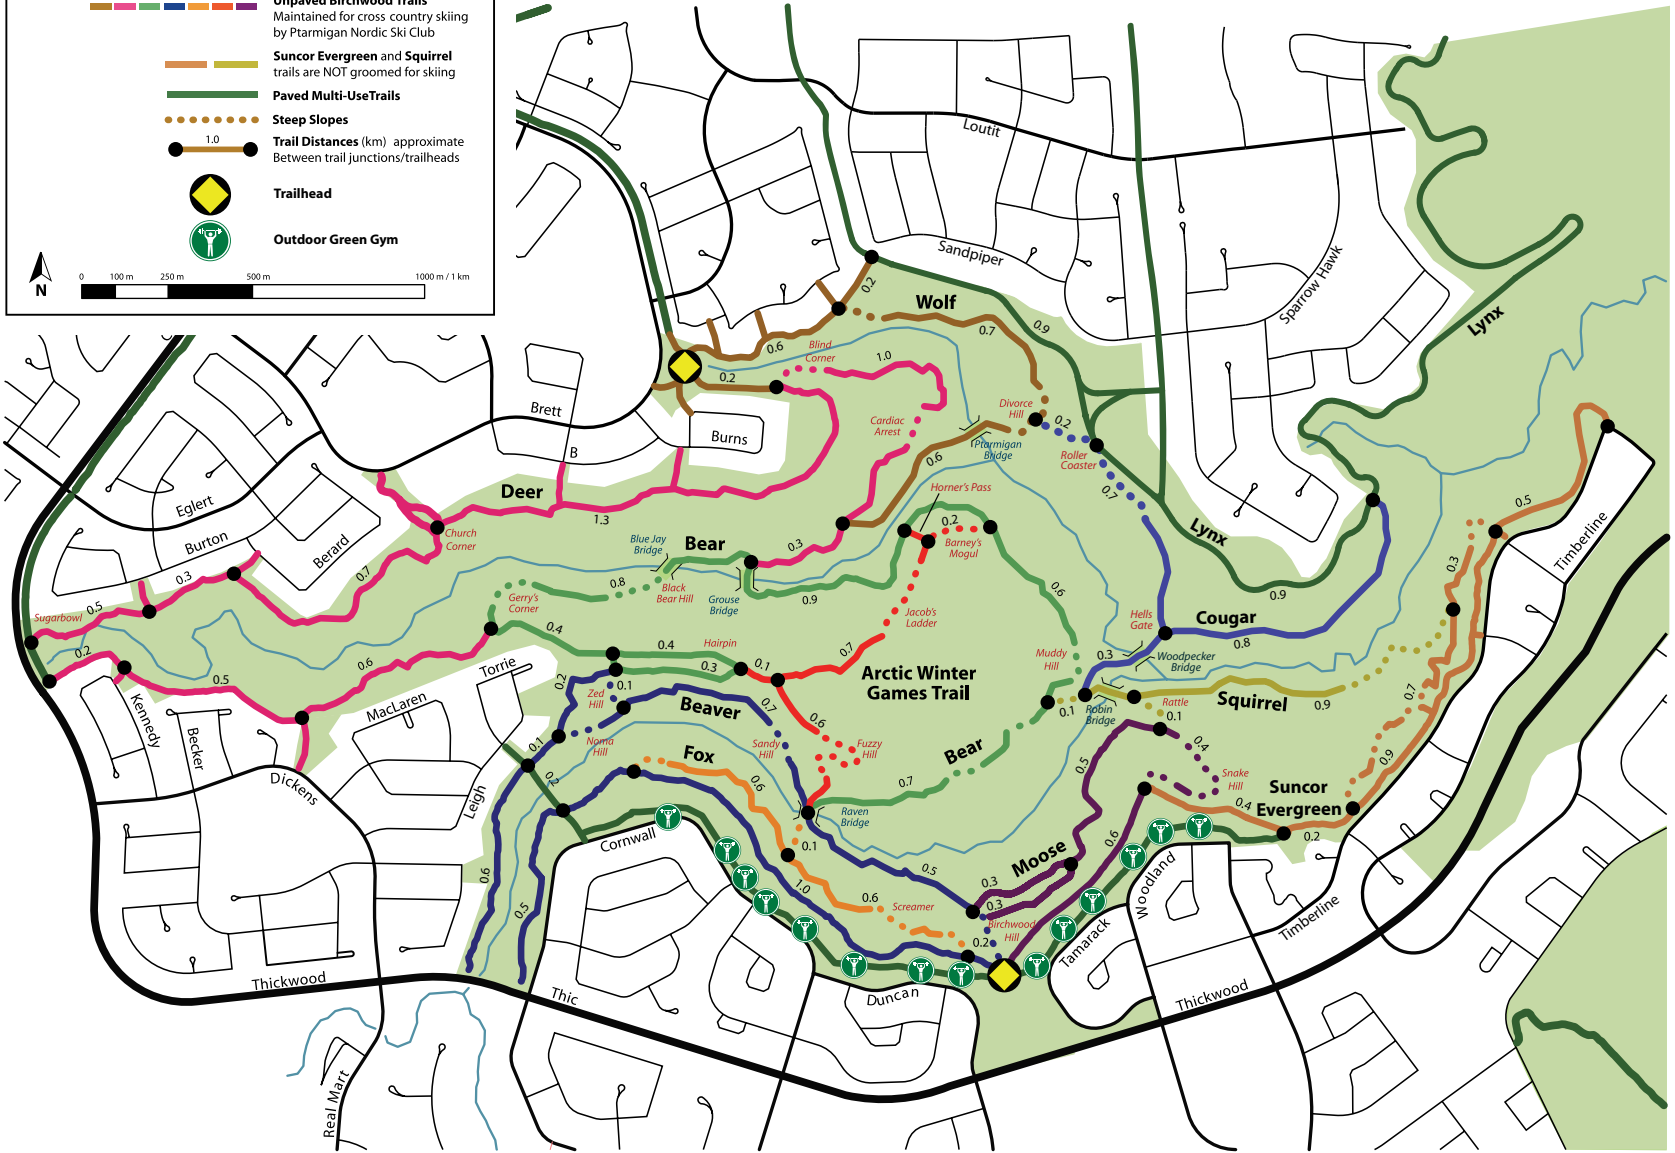 Unpaved Birchwood Trails
Maintained for cross country skiing
by Ptarmigan Nordic Ski Club
Suncor Evergreen and Squirrel
trails are NOT groomed for skiing
Paved Multi-UseTrails
Steep Slopes
1.0
Trail Distances (km) approximate
Between trail junctions/trailheads
Trailhead
Outdoor Green Gym
0 100 m 250 m 500 m 1000 m / 1 km
N
Loutit
Sandpiper
Sparrow Hawk
Lynx
0.2
Wolf
0.7
0.9
0.6
Blind
Corner
1.0
0.2
Brett
Burns
B
Cardiac
Arrest
Divorce
Hill
0.2
Ptarmigan
Bridge
Roller
Coaster
0.6
0.7
Horner's Pass
Deer
1.3
Eglert
Burton
Berard
Church
Corner
0.7
0.3
0.5
Sugarbowl
0.2
Blue Jay
Bridge
Bear
0.3
0.2
Barney's
Mogul
Lynx
0.9
0.5
Timberline
0.3
Gerry's
Corner
0.8
Black
Bear Hill
Grouse
Bridge
0.9
Jacob's
Ladder
0.6
Hells
Gate
Cougar
0.8
0.4
0.4
Hairpin
0.3
0.1
0.7
Arctic Winter
Games Trail
Muddy
Hill
0.3
Woodpecker
Bridge
0.6
Torrie
0.5
Kennedy
Becker
MacLaren
Dickens
Leigh
0.2
Zed
Hill
0.1
Beaver
0.7
0.6
Noma
Hill
0.1
0.2
Sandy
Hill
Fuzzy
Hill
Fox
0.6
Bear
0.7
0.1
Robin
Bridge
Rattle
0.1
Squirrel
0.9
0.7
0.9
0.4
0.5
Snake
Hill
Suncor
Evergreen
0.4
0.2
Raven
Bridge
0.1
Cornwall
1.0
0.6
Screamer
0.5
Moose
0.6
0.3
0.3
Birchwood
Hill
0.2
Woodland
Tamarack
Timberline
0.6
0.5
Thickwood
Thic
Duncan
Thickwood
Real Mart